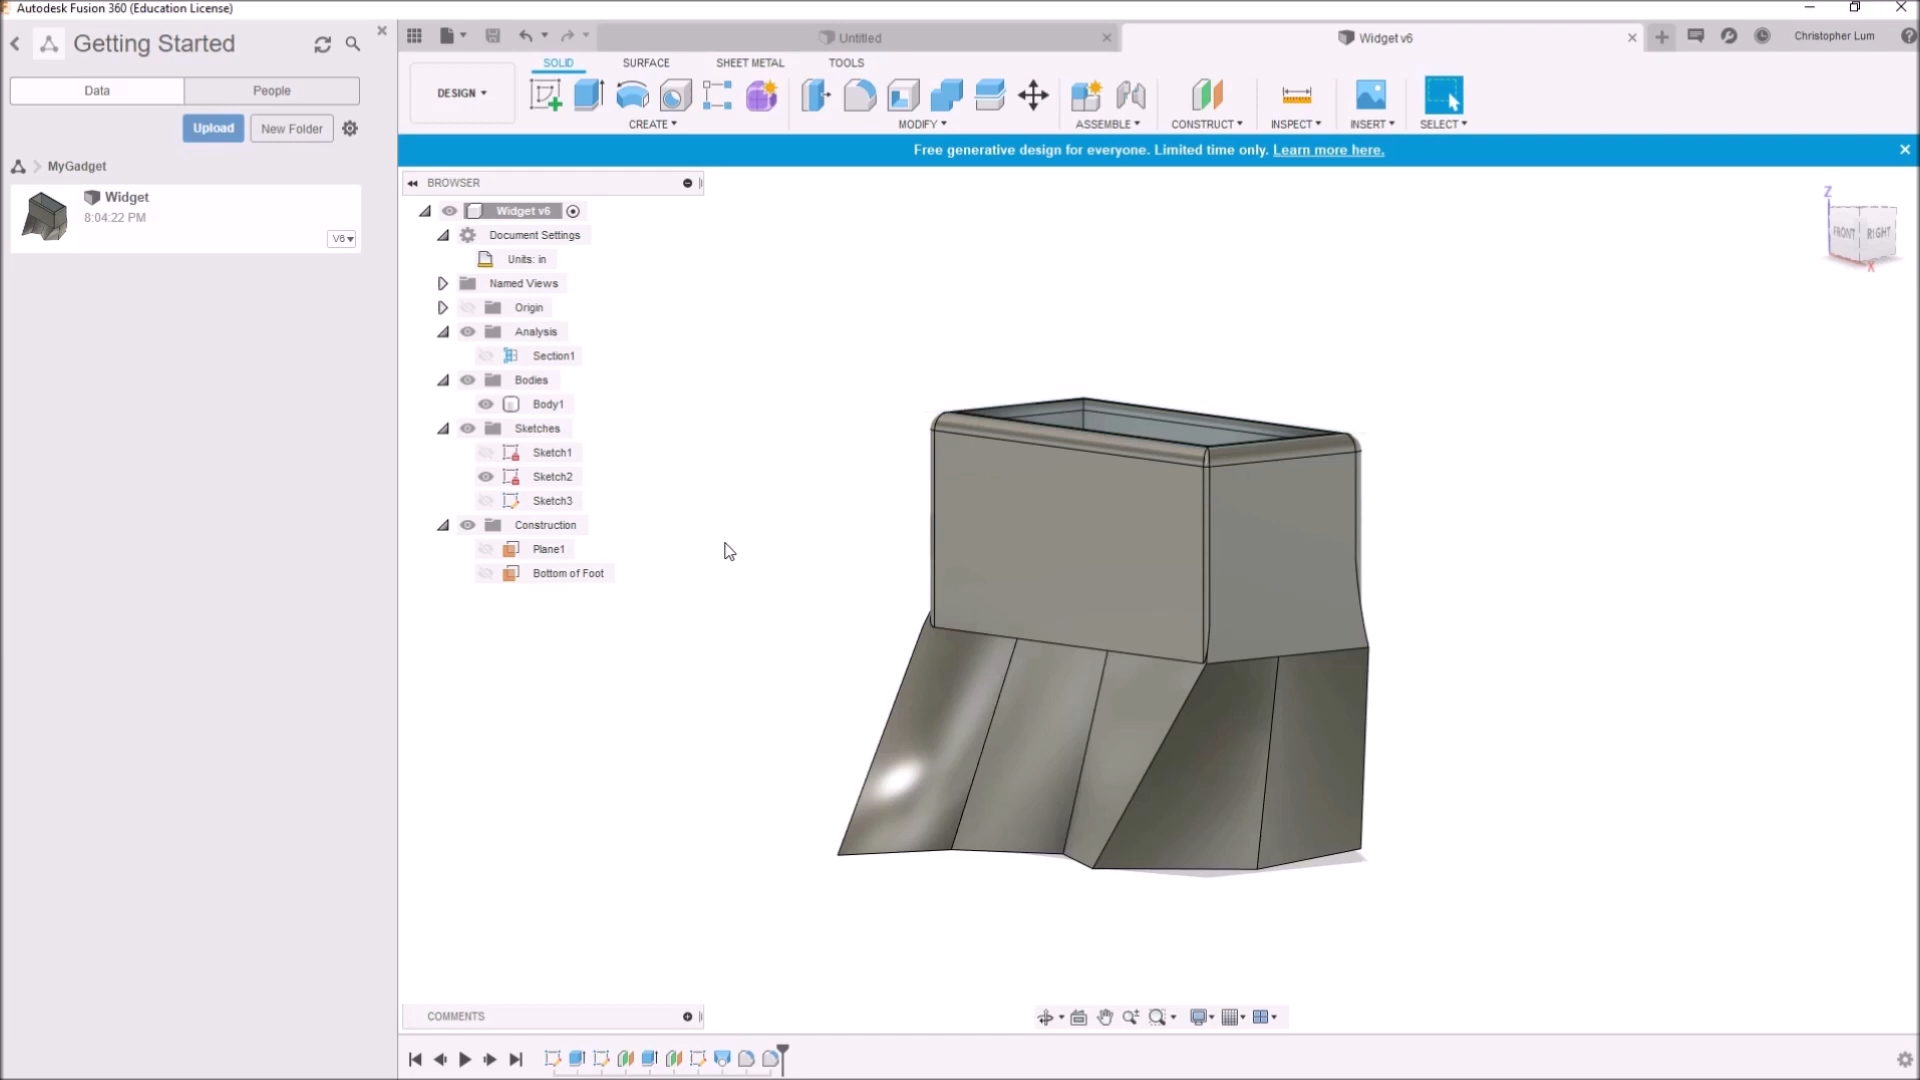 Autodesk Fusion 360 (Education License)
Getting Started
Data
People
Upload
New Folder
MyGadget
Widget
8:04:22 PM
V6
Untitled
Widget v6
Christopher Lum
DESIGN
SOLID
SURFACE
SHEET METAL
TOOLS
CREATE
MODIFY
ASSEMBLE
CONSTRUCT
INSPECT
INSERT
SELECT
Free generative design for everyone. Limited time only. Learn more here.
BROWSER
Widget v6
Document Settings
Units: in
Named Views
Origin
Analysis
Section1
Bodies
Body1
Sketches
Sketch1
Sketch2
Sketch3
Construction
Plane1
Bottom of Foot
Z
FRONT
RIGHT
X
COMMENTS